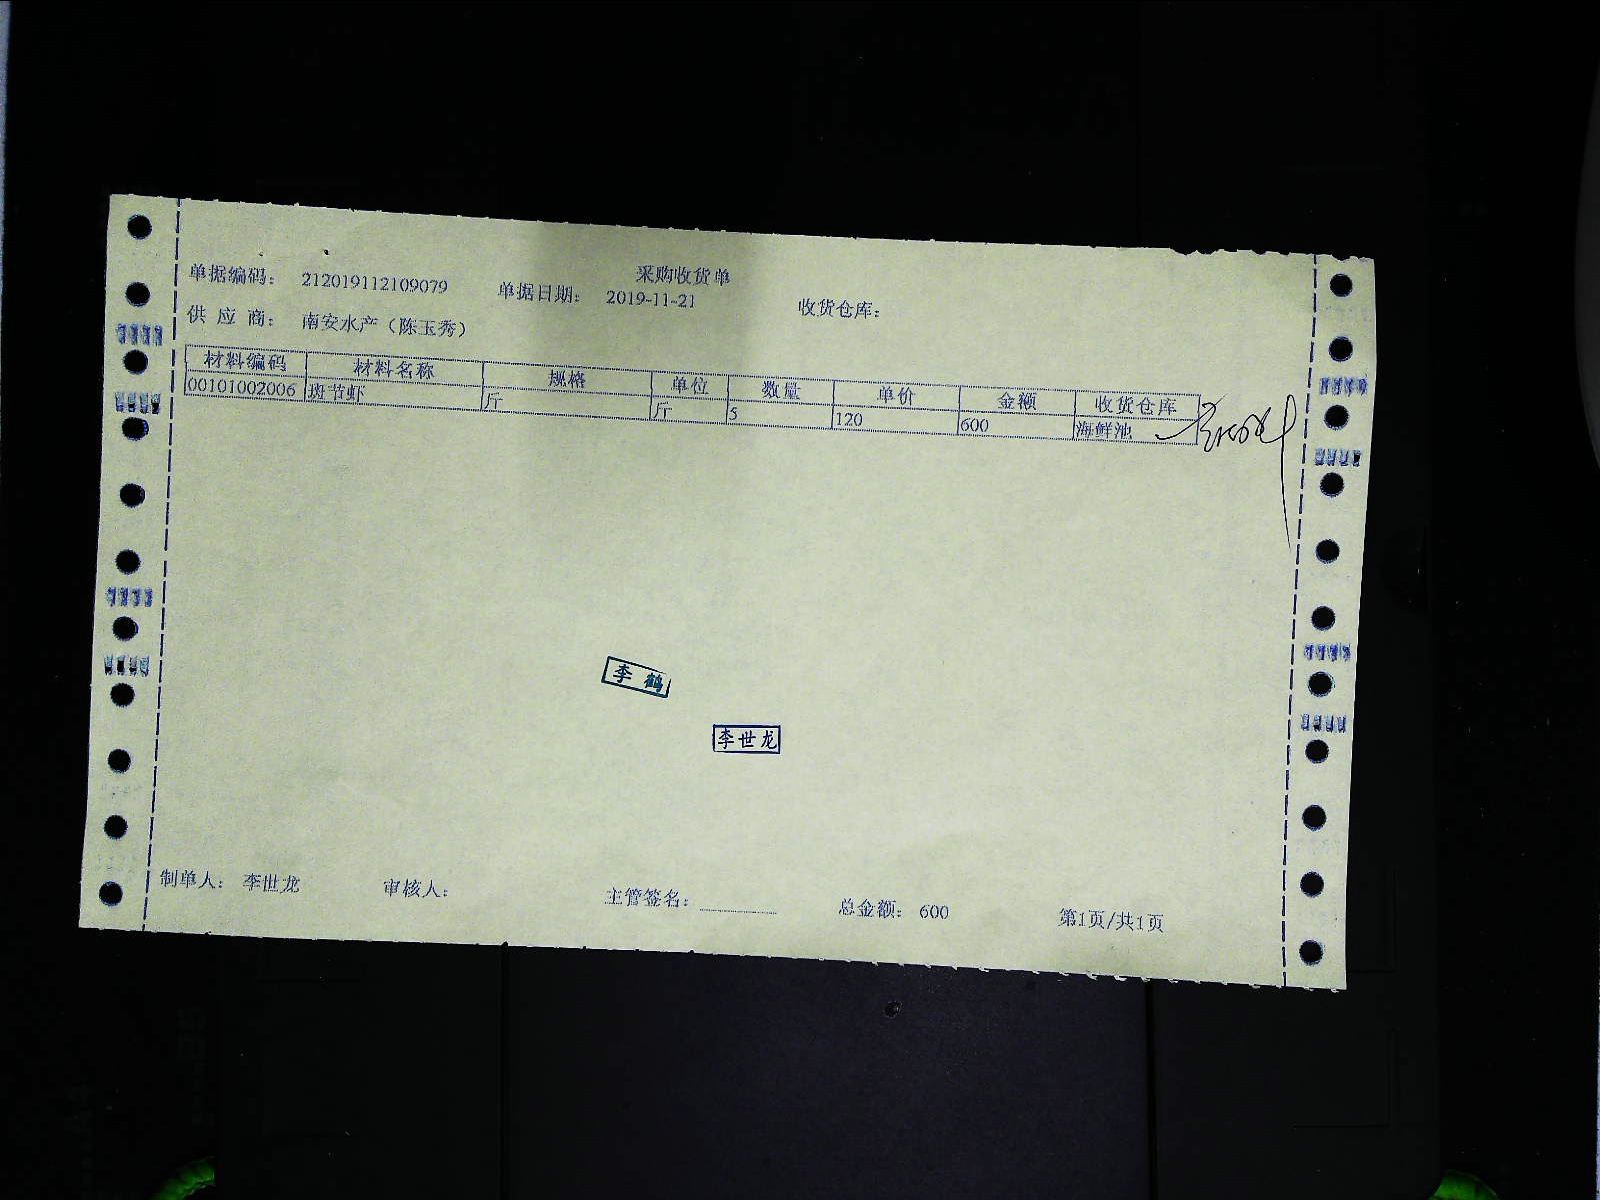 采购收货单
单据编码： 212019112109079 单据日期： 2019-11-21 收货仓库：
供 应 商： 南安水产（陈玉秀）
材料编码 材料名称 规格 单位 数量 单价 金额 收货仓库
00101002006 斑节虾 斤 斤 5 120 600 海鲜池
李 鹤
李世龙
制单人： 李世龙 审核人： 主管签名： 总金额： 600 第1页/共1页